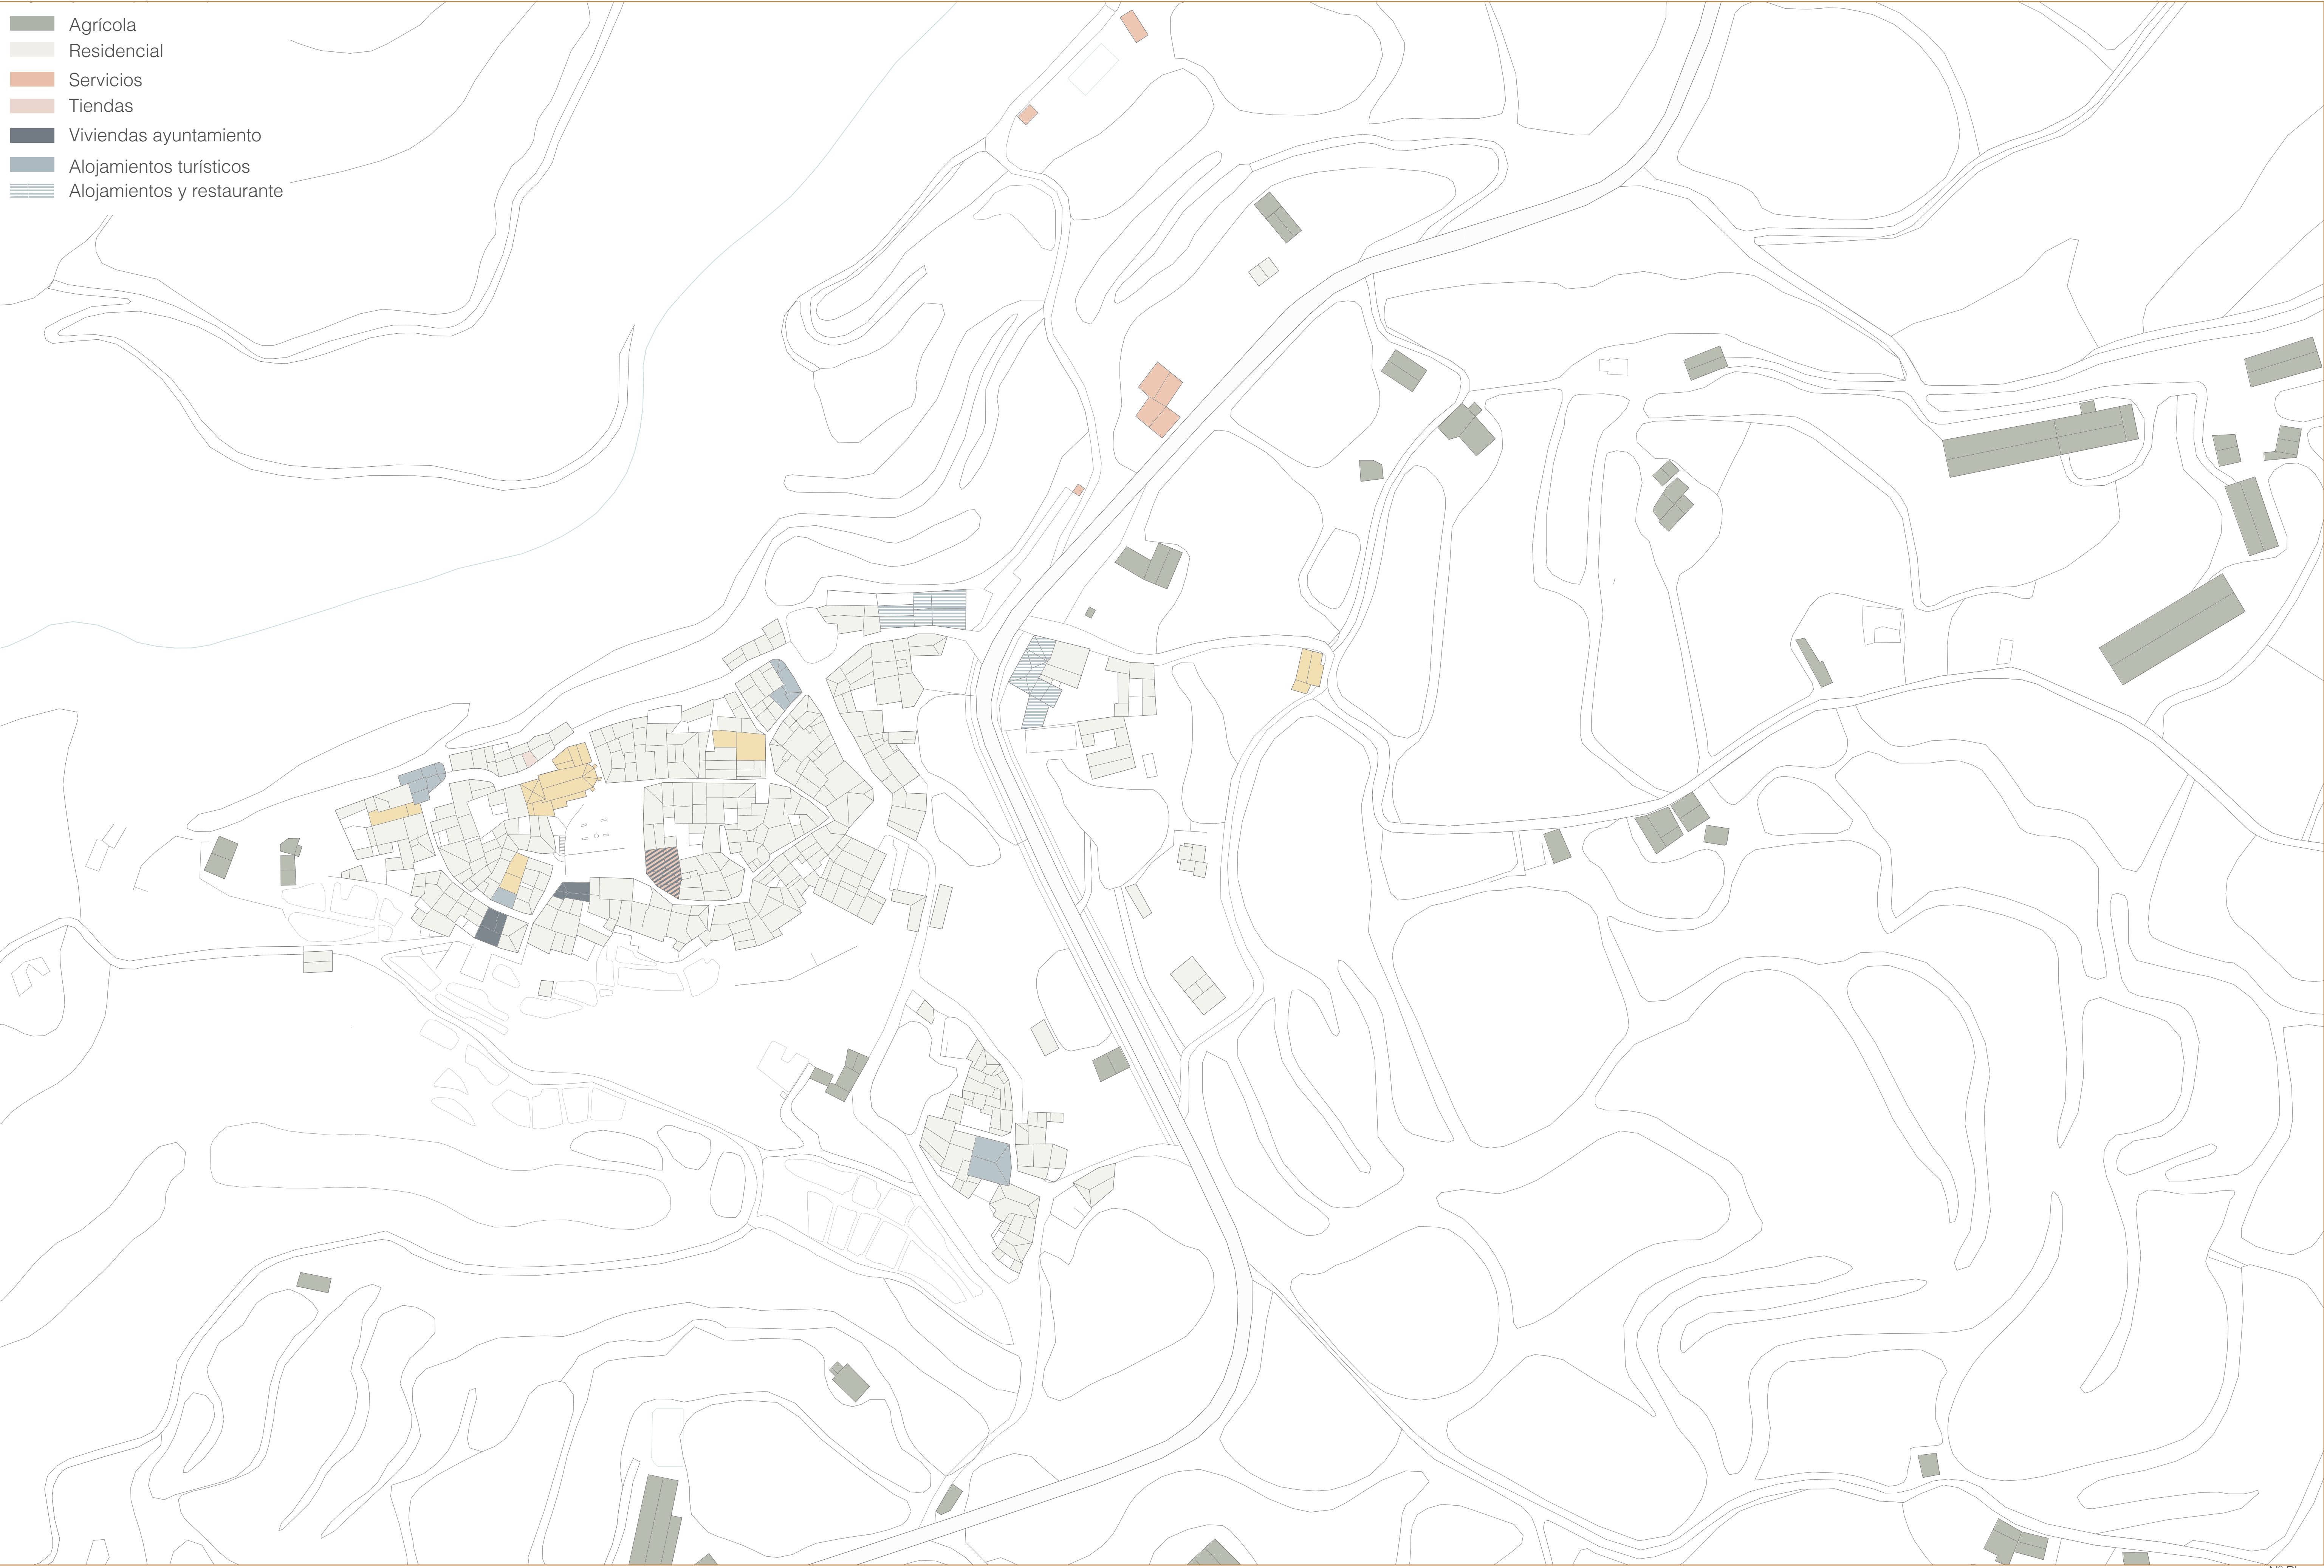 Agrícola
Residencial
Servicios
Tiendas
Viviendas ayuntamiento
Alojamientos turísticos
Alojamientos y restaurante